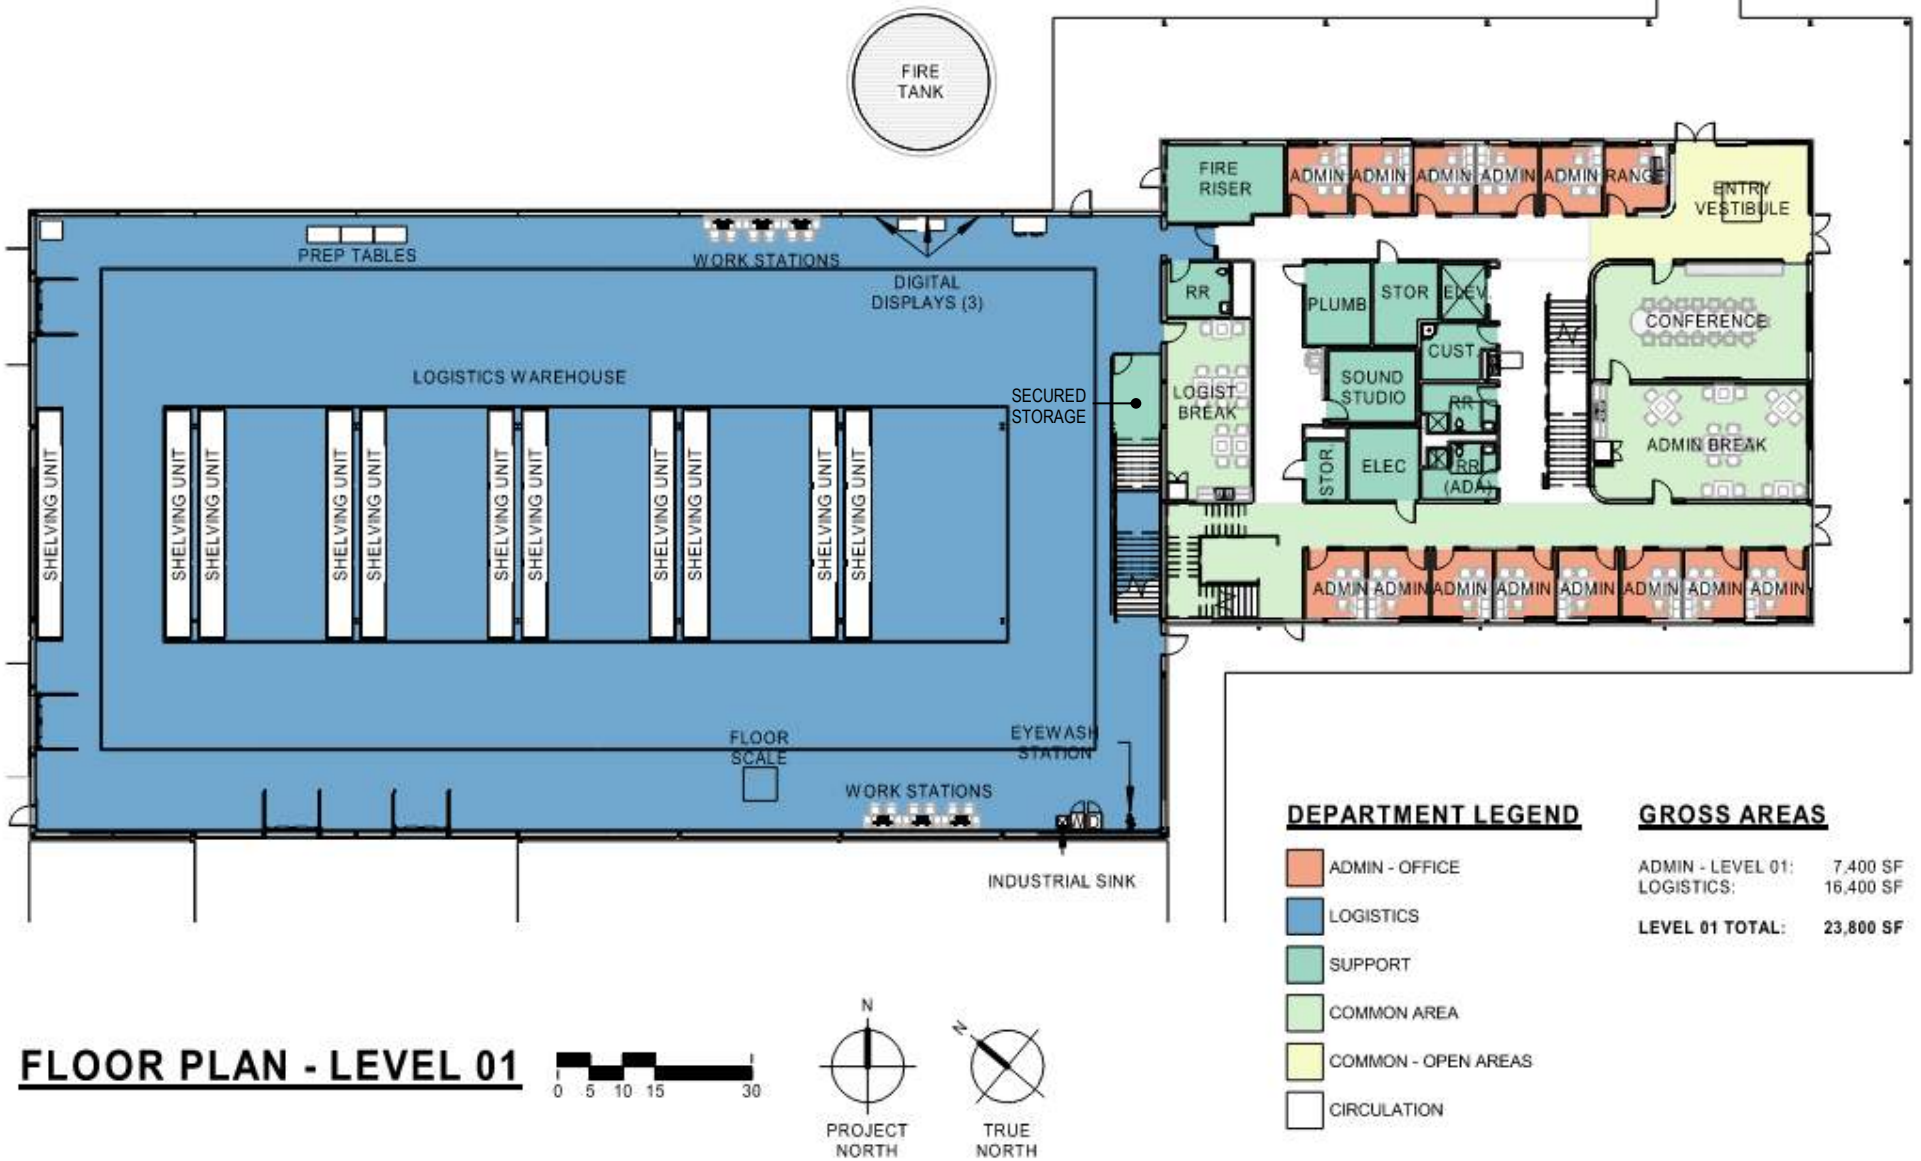 FIRE
TANK
FIRE
RISER
ADMIN
ADMIN
ADMIN
ADMIN
ADMIN
RANGE
ENTRY
VESTIBULE
PREP TABLES
WORK STATIONS
DIGITAL
DISPLAYS (3)
RR
PLUMB
STOR
ELEV.
CONFERENCE
CUST.
LOGISTICS WAREHOUSE
SECURED
STORAGE
LOGIST.
BREAK
SOUND
STUDIO
RR
ADMIN BREAK
STOR.
ELEC
RR
(ADA)
SHELVING UNIT
SHELVING UNIT
SHELVING UNIT
SHELVING UNIT
SHELVING UNIT
SHELVING UNIT
SHELVING UNIT
SHELVING UNIT
SHELVING UNIT
SHELVING UNIT
SHELVING UNIT
ADMIN
ADMIN
ADMIN
ADMIN
ADMIN
ADMIN
ADMIN
ADMIN
FLOOR
SCALE
EYEWASH
STATION
WORK STATIONS
INDUSTRIAL SINK
DEPARTMENT LEGEND
ADMIN - OFFICE
LOGISTICS
SUPPORT
COMMON AREA
COMMON - OPEN AREAS
CIRCULATION
GROSS AREAS
ADMIN - LEVEL 01: 7,400 SF
LOGISTICS: 16,400 SF
LEVEL 01 TOTAL: 23,800 SF
FLOOR PLAN - LEVEL 01
0 5 10 15 30
N
PROJECT
NORTH
N
TRUE
NORTH